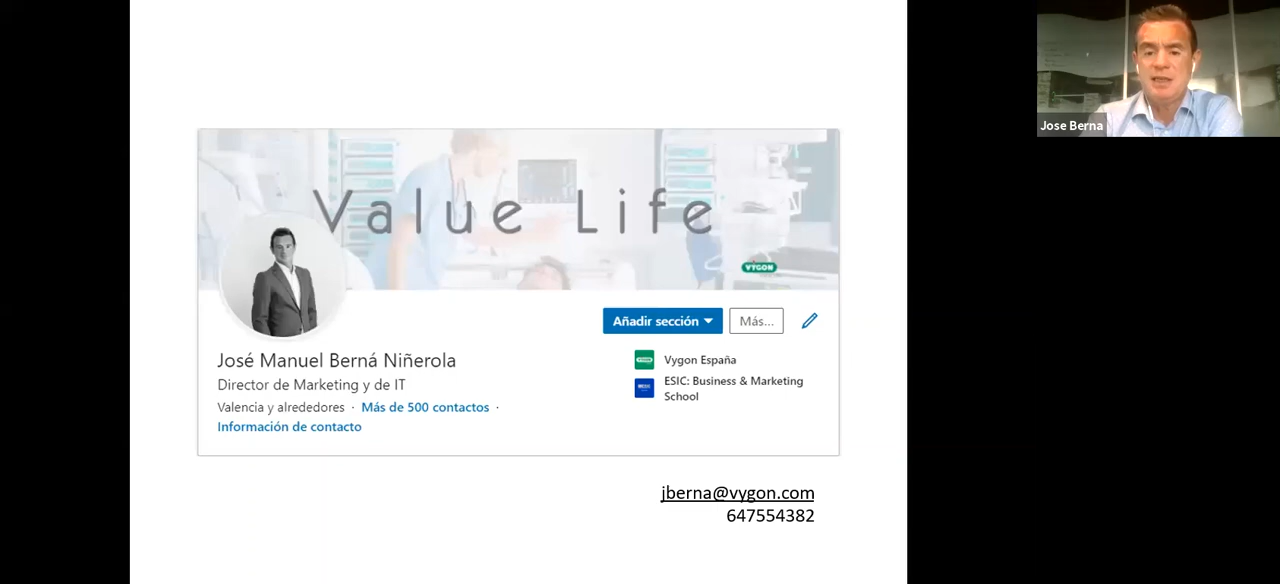 Jose Berna
Value Life
VYGON
Añadir sección
Más...
José Manuel Berná Niñerola
Director de Marketing y de IT
Valencia y alrededores · Más de 500 contactos ·
Información de contacto
Vygon España
ESIC: Business & Marketing
School
jberna@vygon.com
647554382